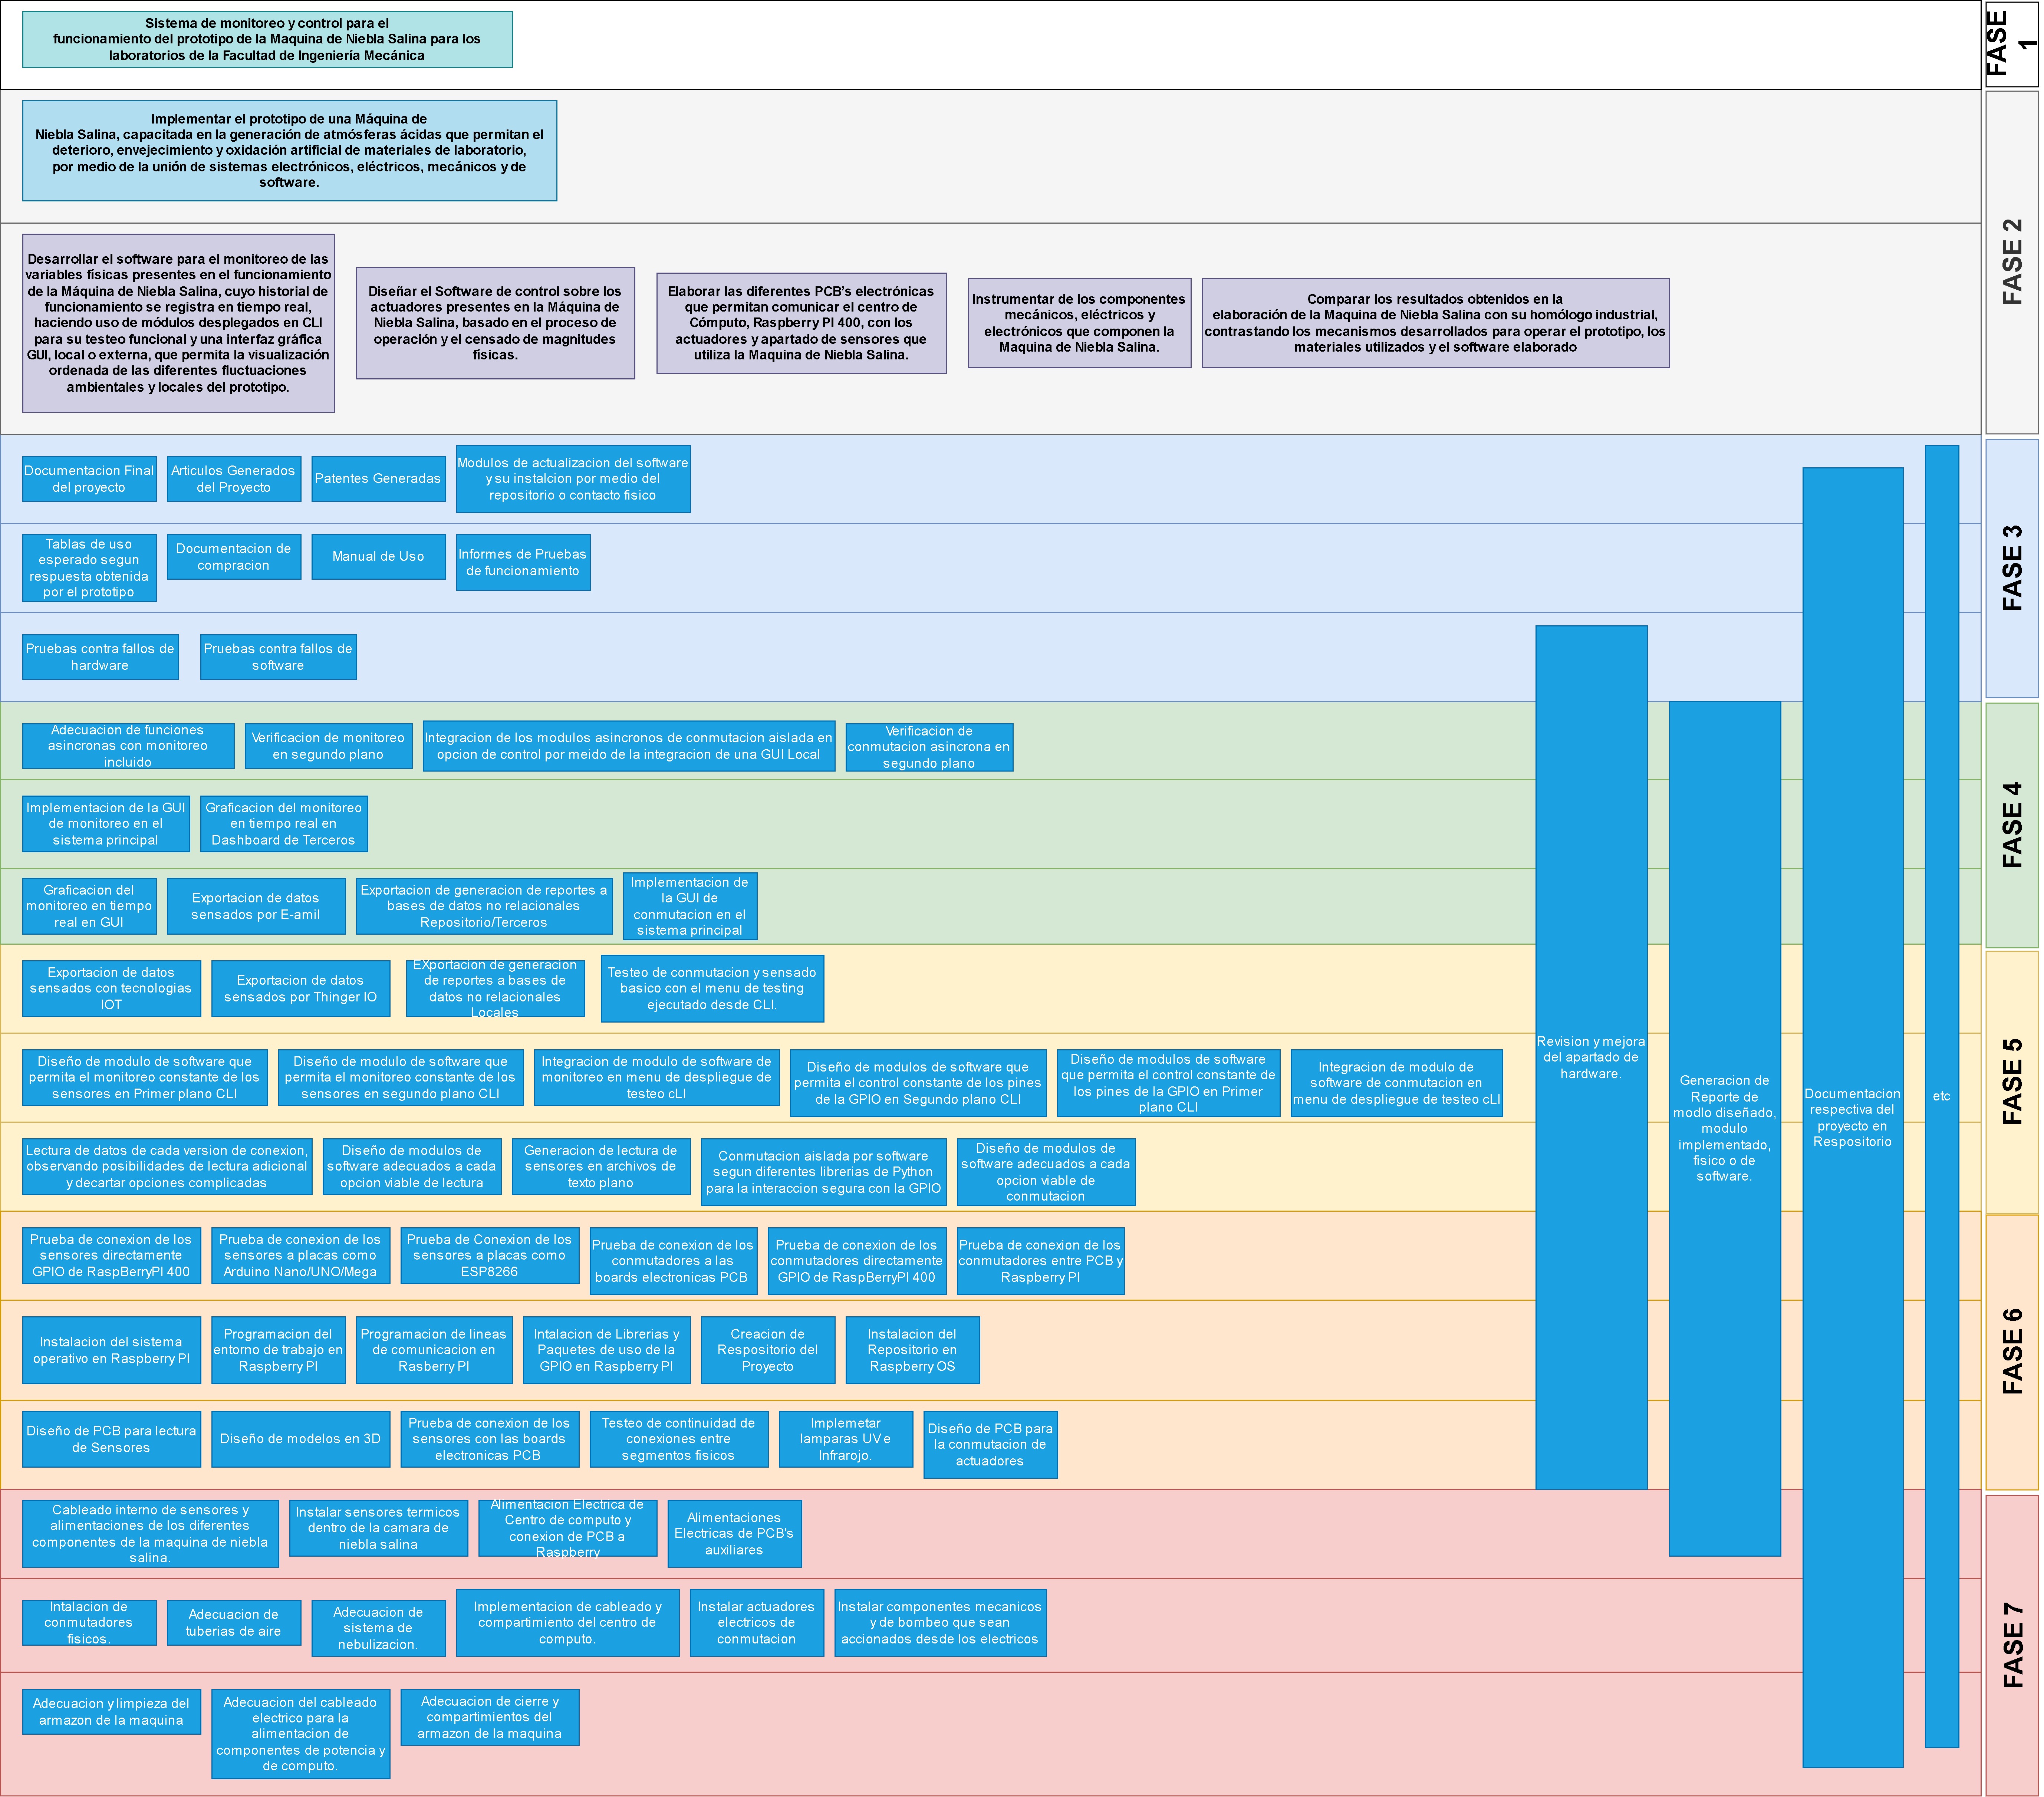 Sistema de monitoreo y control para el
funcionamiento del prototipo de la Maquina de Niebla Salina para los
laboratorios de la Facultad de Ingeniería Mecánica
FASE
1
Implementar el prototipo de una Máquina de
Niebla Salina, capacitada en la generación de atmósferas ácidas que permitan el
deterioro, envejecimiento y oxidación artificial de materiales de laboratorio,
por medio de la unión de sistemas electrónicos, eléctricos, mecánicos y de
software.
Desarrollar el software para el monitoreo de las
variables físicas presentes en el funcionamiento
de la Máquina de Niebla Salina, cuyo historial de
funcionamiento se registra en tiempo real,
haciendo uso de módulos desplegados en CLI
para su testeo funcional y una interfaz gráfica
GUI, local o externa, que permita la visualización
ordenada de las diferentes fluctuaciones
ambientales y locales del prototipo.
Diseñar el Software de control sobre los
actuadores presentes en la Máquina de
Niebla Salina, basado en el proceso de
operación y el censado de magnitudes
físicas.
Elaborar las diferentes PCB's electrónicas
que permitan comunicar el centro de
Cómputo, Raspberry PI 400, con los
actuadores y apartado de sensores que
utiliza la Maquina de Niebla Salina.
Instrumentar de los componentes
mecánicos, eléctricos y
electrónicos que componen la
Maquina de Niebla Salina.
Comparar los resultados obtenidos en la
elaboración de la Maquina de Niebla Salina con su homólogo industrial,
contrastando los mecanismos desarrollados para operar el prototipo, los
materiales utilizados y el software elaborado
FASE 2
Documentacion Final
del proyecto
Articulos Generados
del Proyecto
Patentes Generadas
Modulos de actualizacion del software
y su instalcion por medio del
repositorio o contacto fisico
Tablas de uso
esperado segun
respuesta obtenida
por el prototipo
Documentacion de
compracion
Manual de Uso
Informes de Pruebas
de funcionamiento
Pruebas contra fallos de
hardware
Pruebas contra fallos de
software
FASE 3
Adecuacion de funciones
asincronas con monitoreo
incluido
Verificacion de monitoreo
en segundo plano
Integracion de los modulos asincronos de conmutacion aislada en
opcion de control por meido de la integracion de una GUI Local
Verificacion de
conmutacion asincrona en
segundo plano
Implementacion de la GUI
de monitoreo en el
sistema principal
Graficacion del monitoreo
en tiempo real en
Dashboard de Terceros
Graficacion del
monitoreo en tiempo
real en GUI
Exportacion de datos
sensados por E-amil
Exportacion de generacion de reportes a
bases de datos no relacionales
Repositorio/Terceros
Implementacion de
la GUI de
conmutacion en el
sistema principal
FASE 4
Exportacion de datos
sensados con tecnologias
IOT
Exportacion de datos
sensados por Thinger IO
EXportacion de generacion
de reportes a bases de
datos no relacionales
Locales
Testeo de conmutacion y sensado
basico con el menu de testing
ejecutado desde CLI.
Diseño de modulo de software que
permita el monitoreo constante de los
sensores en Primer plano CLI
Diseño de modulo de software que
permita el monitoreo constante de los
sensores en segundo plano CLI
Integracion de modulo de software de
monitoreo en menu de despliegue de
testeo cLI
Diseño de modulos de software que
permita el control constante de los pines
de la GPIO en Segundo plano CLI
Diseño de modulos de software
que permita el control constante de
los pines de la GPIO en Primer
plano CLI
Integracion de modulo de
software de conmutacion en
menu de despliegue de testeo cLI
Lectura de datos de cada version de conexion,
observando posibilidades de lectura adicional
y decartar opciones complicadas
Diseño de modulos de
software adecuados a cada
opcion viable de lectura
Generacion de lectura de
sensores en archivos de
texto plano
Conmutacion aislada por software
segun diferentes librerias de Python
para la interaccion segura con la GPIO
Diseño de modulos de
software adecuados a cada
opcion viable de
conmutacion
FASE 5
Revision y mejora
del apartado de
hardware.
Generacion de
Reporte de
modlo diseñado,
modulo
implementado,
fisico o de
software.
Documentacion
respectiva del
proyecto en
Respositorio
etc
Prueba de conexion de los
sensores directamente
GPIO de RaspBerryPI 400
Prueba de conexion de los
sensores a placas como
Arduino Nano/UNO/Mega
Prueba de Conexion de los
sensores a placas como
ESP8266
Prueba de conexion de los
conmutadores a las
boards electronicas PCB
Prueba de conexion de los
conmutadores directamente
GPIO de RaspBerryPI 400
Prueba de conexion de los
conmutadores entre PCB y
Raspberry PI
Instalacion del sistema
operativo en Raspberry PI
Programacion del
entorno de trabajo en
Raspberry PI
Programacion de lineas
de comunicacion en
Rasberry PI
Intalacion de Librerias y
Paquetes de uso de la
GPIO en Raspberry PI
Creacion de
Respositorio del
Proyecto
Instalacion del
Repositorio en
Raspberry OS
Diseño de PCB para lectura
de Sensores
Diseño de modelos en 3D
Prueba de conexion de los
sensores con las boards
electronicas PCB
Testeo de continuidad de
conexiones entre
segmentos fisicos
Implemetar
lamparas UV e
Infrarojo.
Diseño de PCB para
la conmutacion de
actuadores
FASE 6
Cableado interno de sensores y
alimentaciones de los diferentes
componentes de la maquina de niebla
salina.
Instalar sensores termicos
dentro de la camara de
niebla salina
Alimentacion Electrica de
Centro de computo y
conexion de PCB a
Raspberry
Alimentaciones
Electricas de PCB's
auxiliares
Intalacion de
conmutadores
fisicos.
Adecuacion de
tuberias de aire
Adecuacion de
sistema de
nebulizacion.
Implementacion de cableado y
compartimiento del centro de
computo.
Instalar actuadores
electricos de
conmutacion
Instalar componentes mecanicos
y de bombeo que sean
accionados desde los electricos
Adecuacion y limpieza del
armazon de la maquina
Adecuacion del cableado
electrico para la
alimentacion de
componentes de potencia y
de computo.
Adecuacion de cierre y
compartimientos del
armazon de la maquina
FASE 7